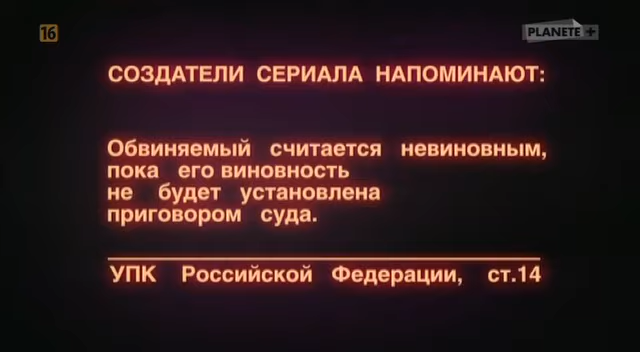 16
PLANETE +
СОЗДАТЕЛИ СЕРИАЛА НАПОМИНАЮТ:
Обвиняемый считается невиновным,
пока его виновность
не будет установлена
приговором суда.
УПК Российской Федерации, ст.14